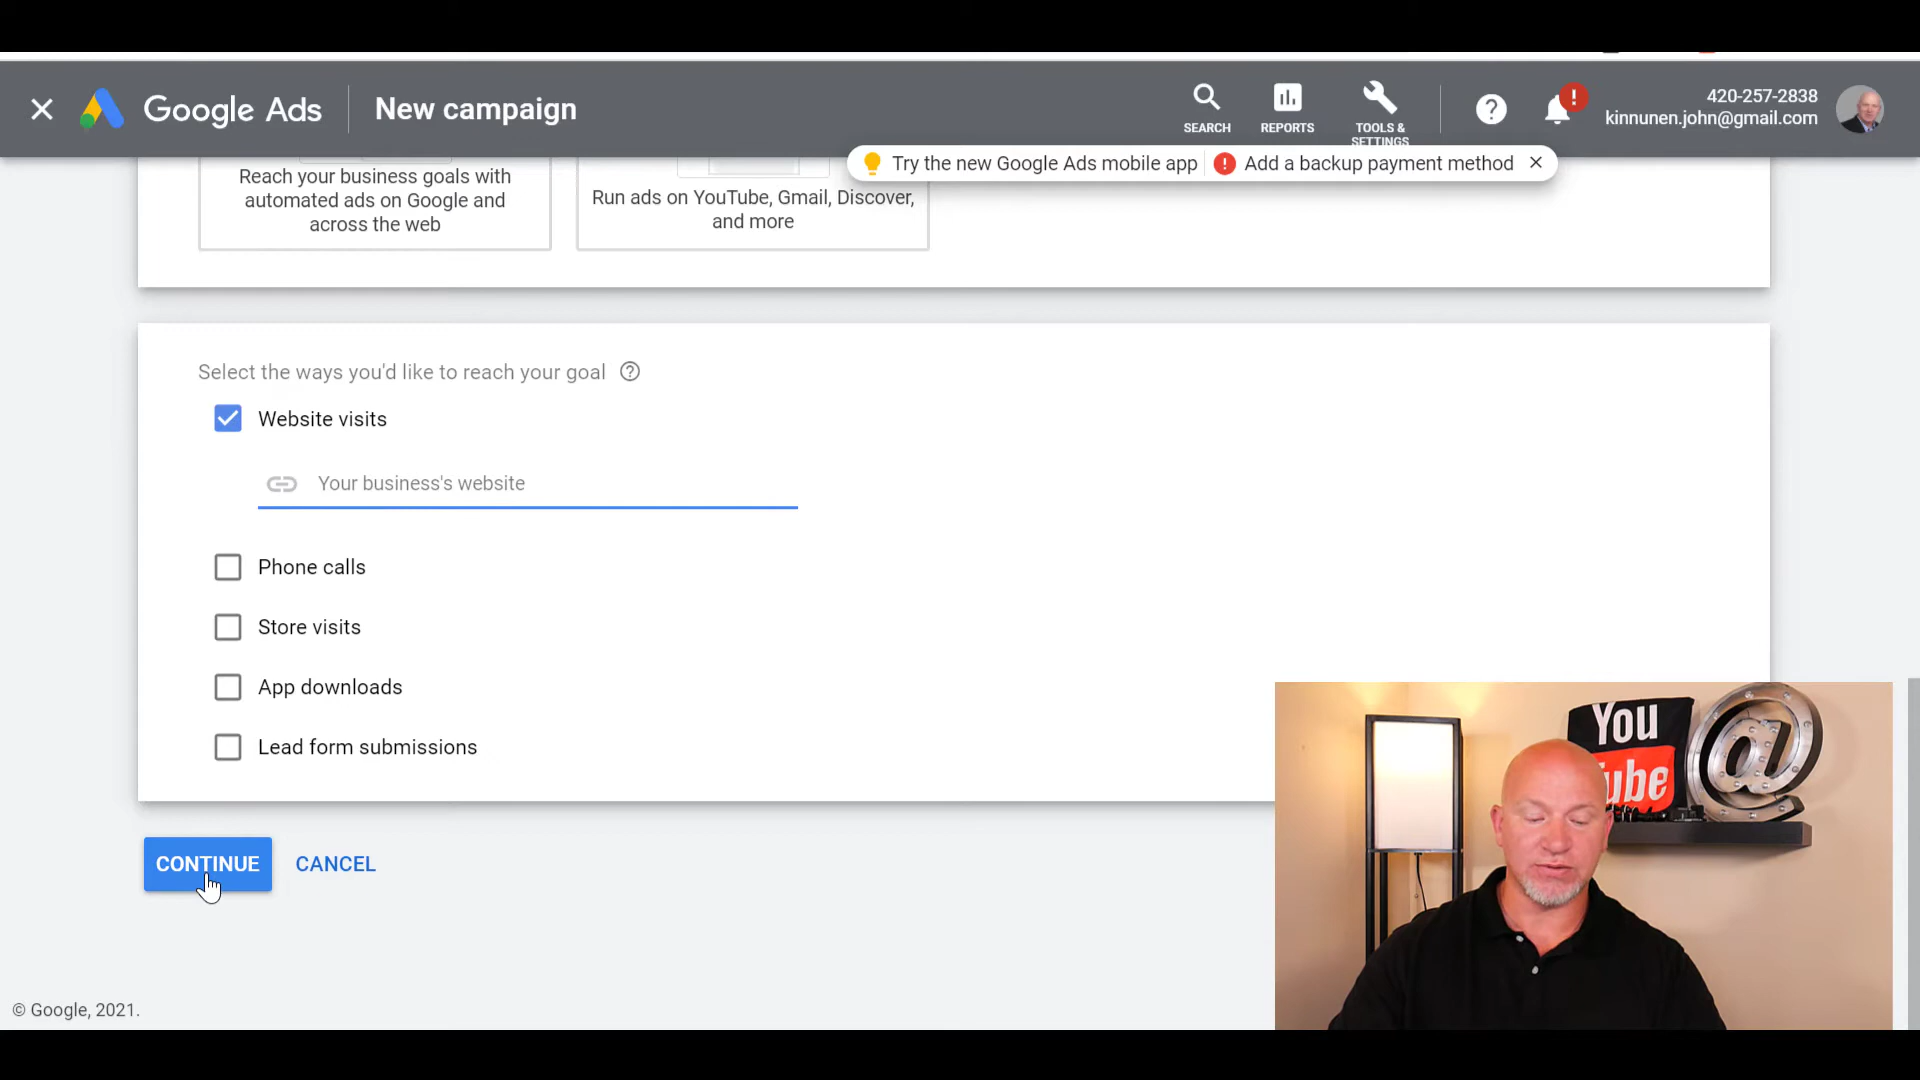 Google Ads
New campaign
SEARCH
REPORTS
TOOLS &
SETTINGS
?
!
420-257-2838
kinnunen.john@gmail.com
Try the new Google Ads mobile app
! Add a backup payment method
Reach your business goals with
automated ads on Google and
across the web
Run ads on YouTube, Gmail, Discover,
and more
Select the ways you'd like to reach your goal ?
Website visits
Your business's website
Phone calls
Store visits
App downloads
Lead form submissions
CONTINUE
CANCEL
You
ube
@
© Google, 2021.